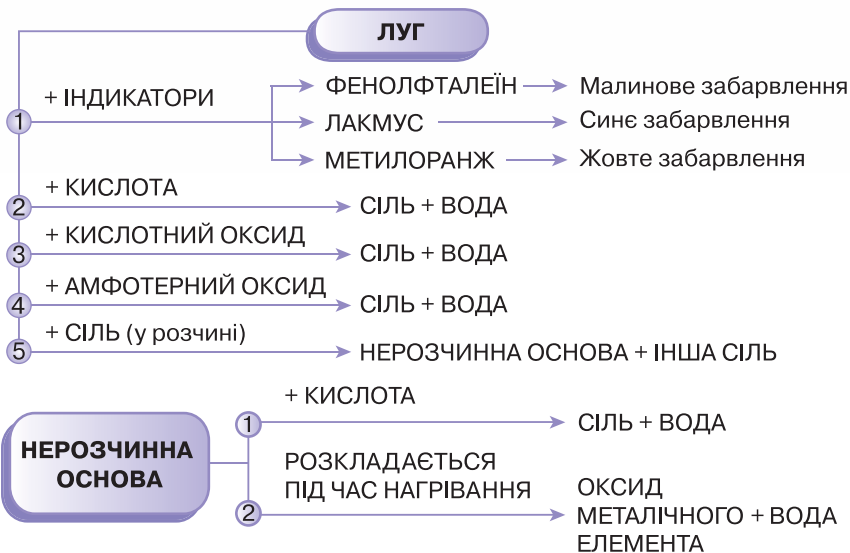 ЛУГ
+ ІНДИКАТОРИ
ФЕНОЛФТАЛЕЇН Малинове забарвлення
1 ЛАКМУС Синє забарвлення
МЕТИЛОРАНЖ Жовте забарвлення
+ КИСЛОТА
2 СІЛЬ + ВОДА
+ КИСЛОТНИЙ ОКСИД
3 СІЛЬ + ВОДА
+ АМФОТЕРНИЙ ОКСИД
4 СІЛЬ + ВОДА
+ СІЛЬ (у розчині)
5 НЕРОЗЧИННА ОСНОВА + ІНША СІЛЬ
НЕРОЗЧИННА
ОСНОВА
+ КИСЛОТА
1 СІЛЬ + ВОДА
РОЗКЛАДАЄТЬСЯ
ПІД ЧАС НАГРІВАННЯ
2
ОКСИД
МЕТАЛІЧНОГО + ВОДА
ЕЛЕМЕНТА